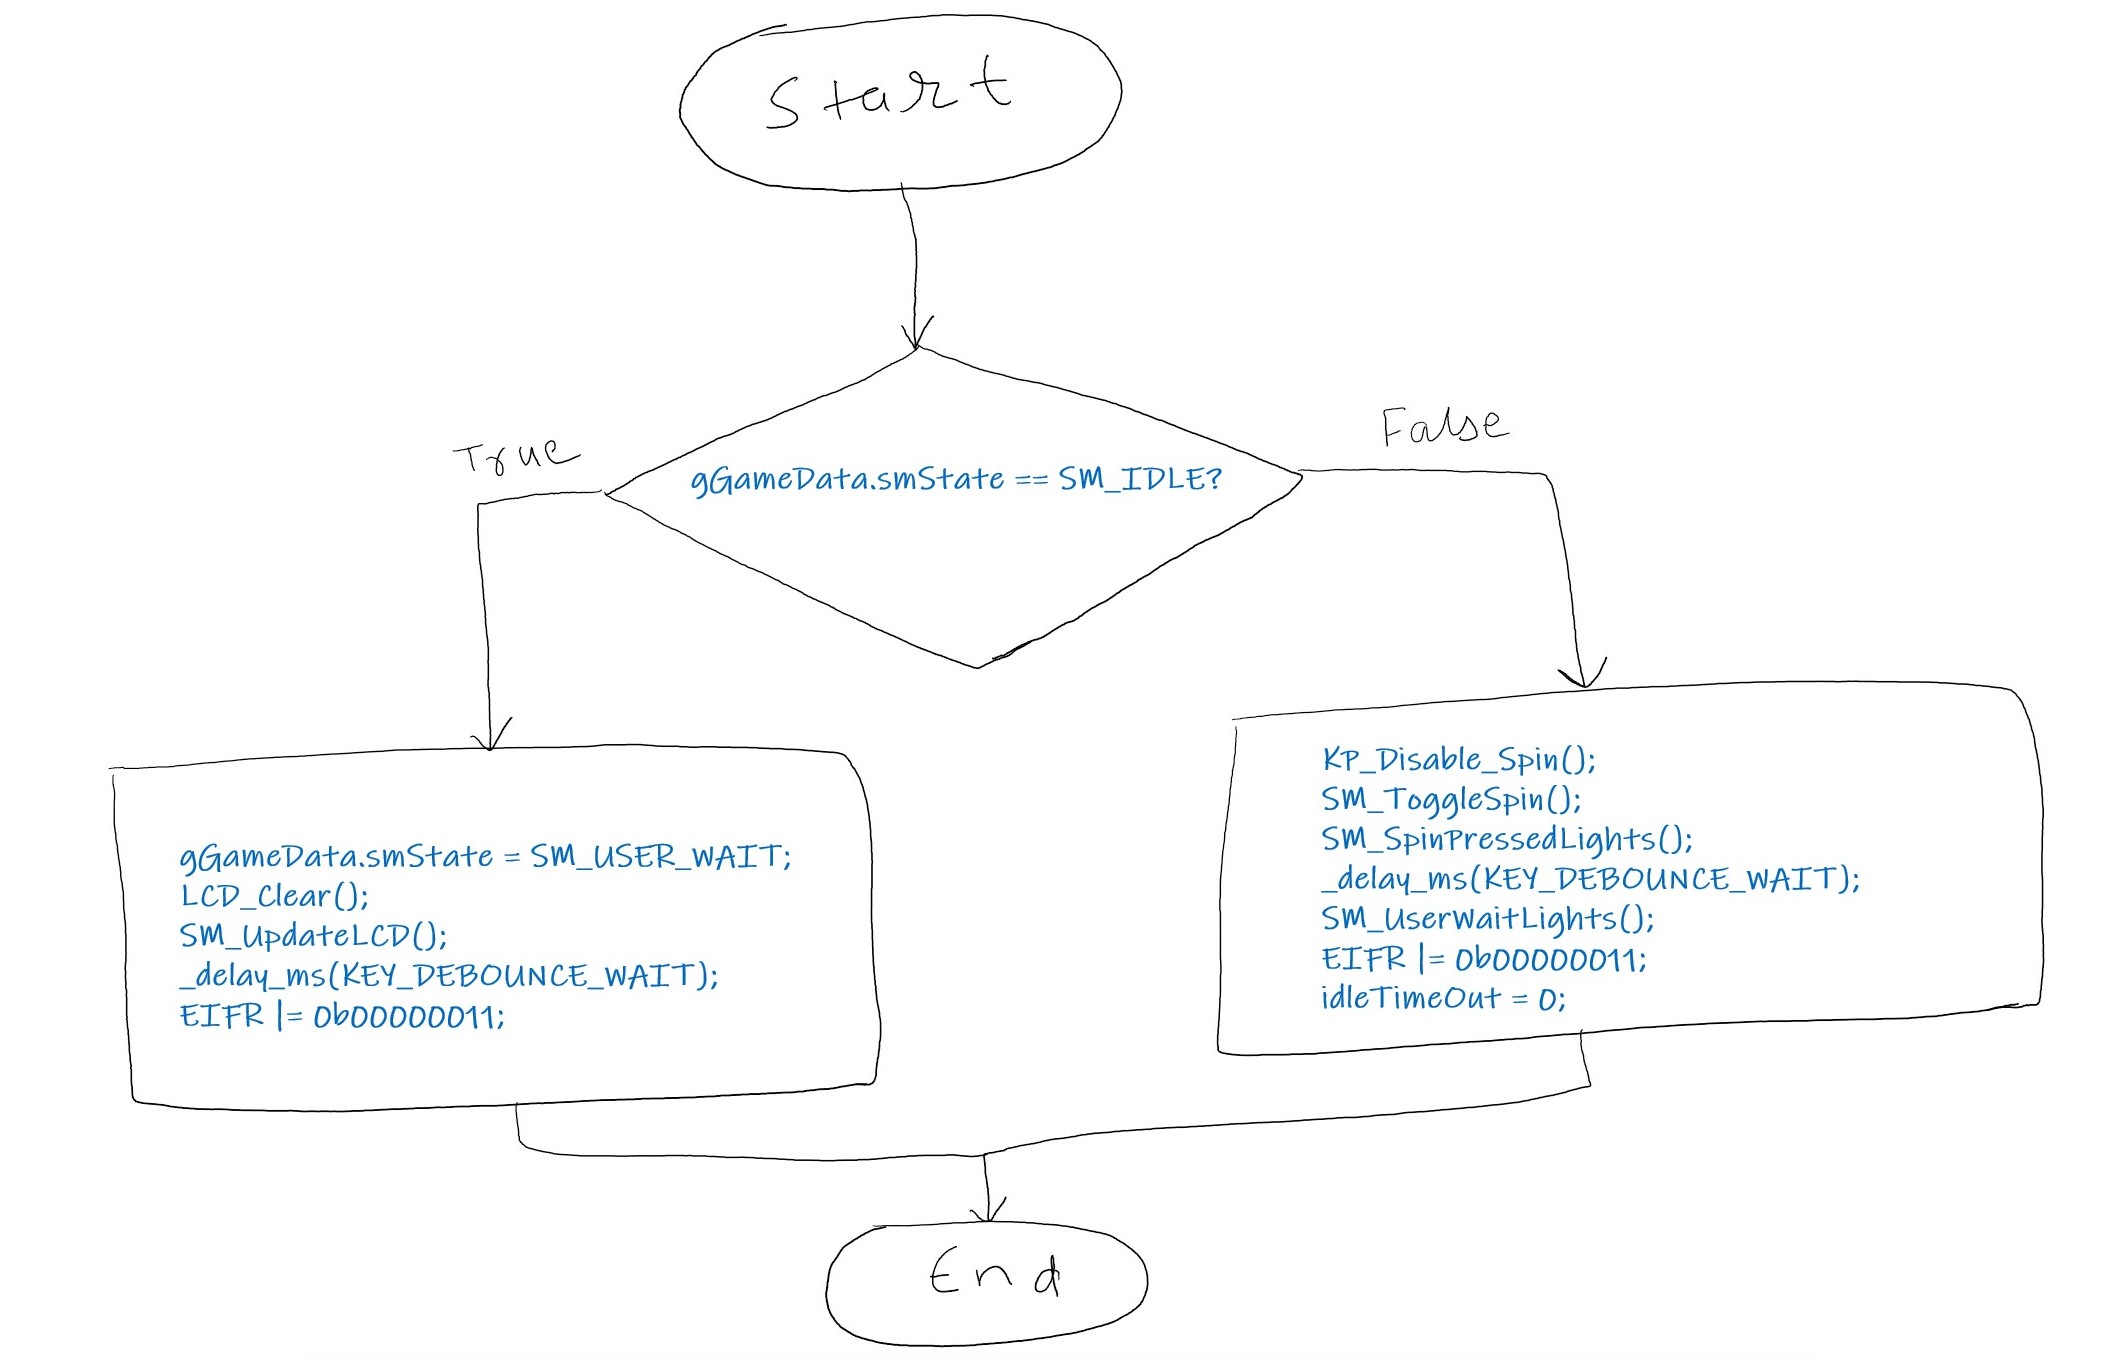 Start
gGameData.smState == SM_IDLE?
True
False
gGameData.smState = SM_USER_WAIT;
LCD_Clear();
SM_UpdateLCD();
_delay_ms(KEY_DEBOUNCE_WAIT);
EIFR |= 0b00000011;
KP_Disable_Spin();
SM_ToggleSpin();
SM_SpinPressedLights();
_delay_ms(KEY_DEBOUNCE_WAIT);
SM_UserWaitLights();
EIFR |= 0b00000011;
idleTimeOut = 0;
End